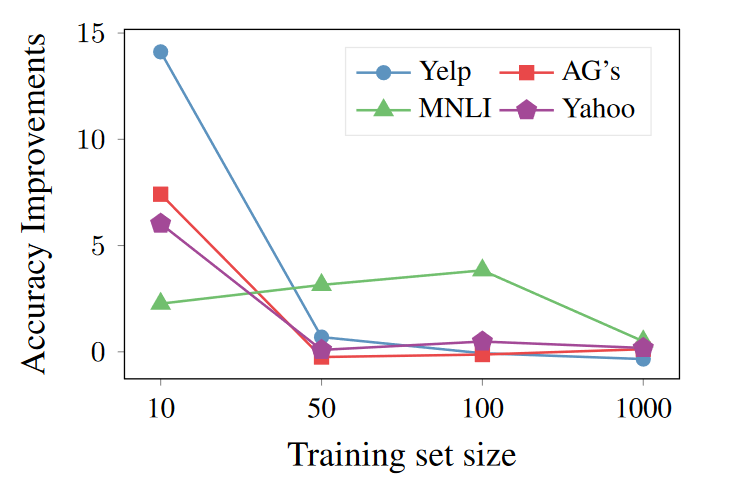 15
10
5
0
Accuracy Improvements
Yelp AG's
MNLI Yahoo
10 50 100 1000
Training set size